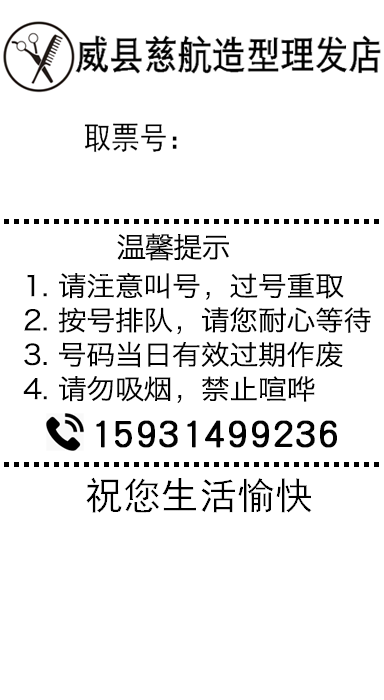 威县慈航造型理发店
取票号：
温馨提示
1. 请注意叫号，过号重取
2. 按号排队，请您耐心等待
3. 号码当日有效过期作废
4. 请勿吸烟，禁止喧哗
15931499236
祝您生活愉快